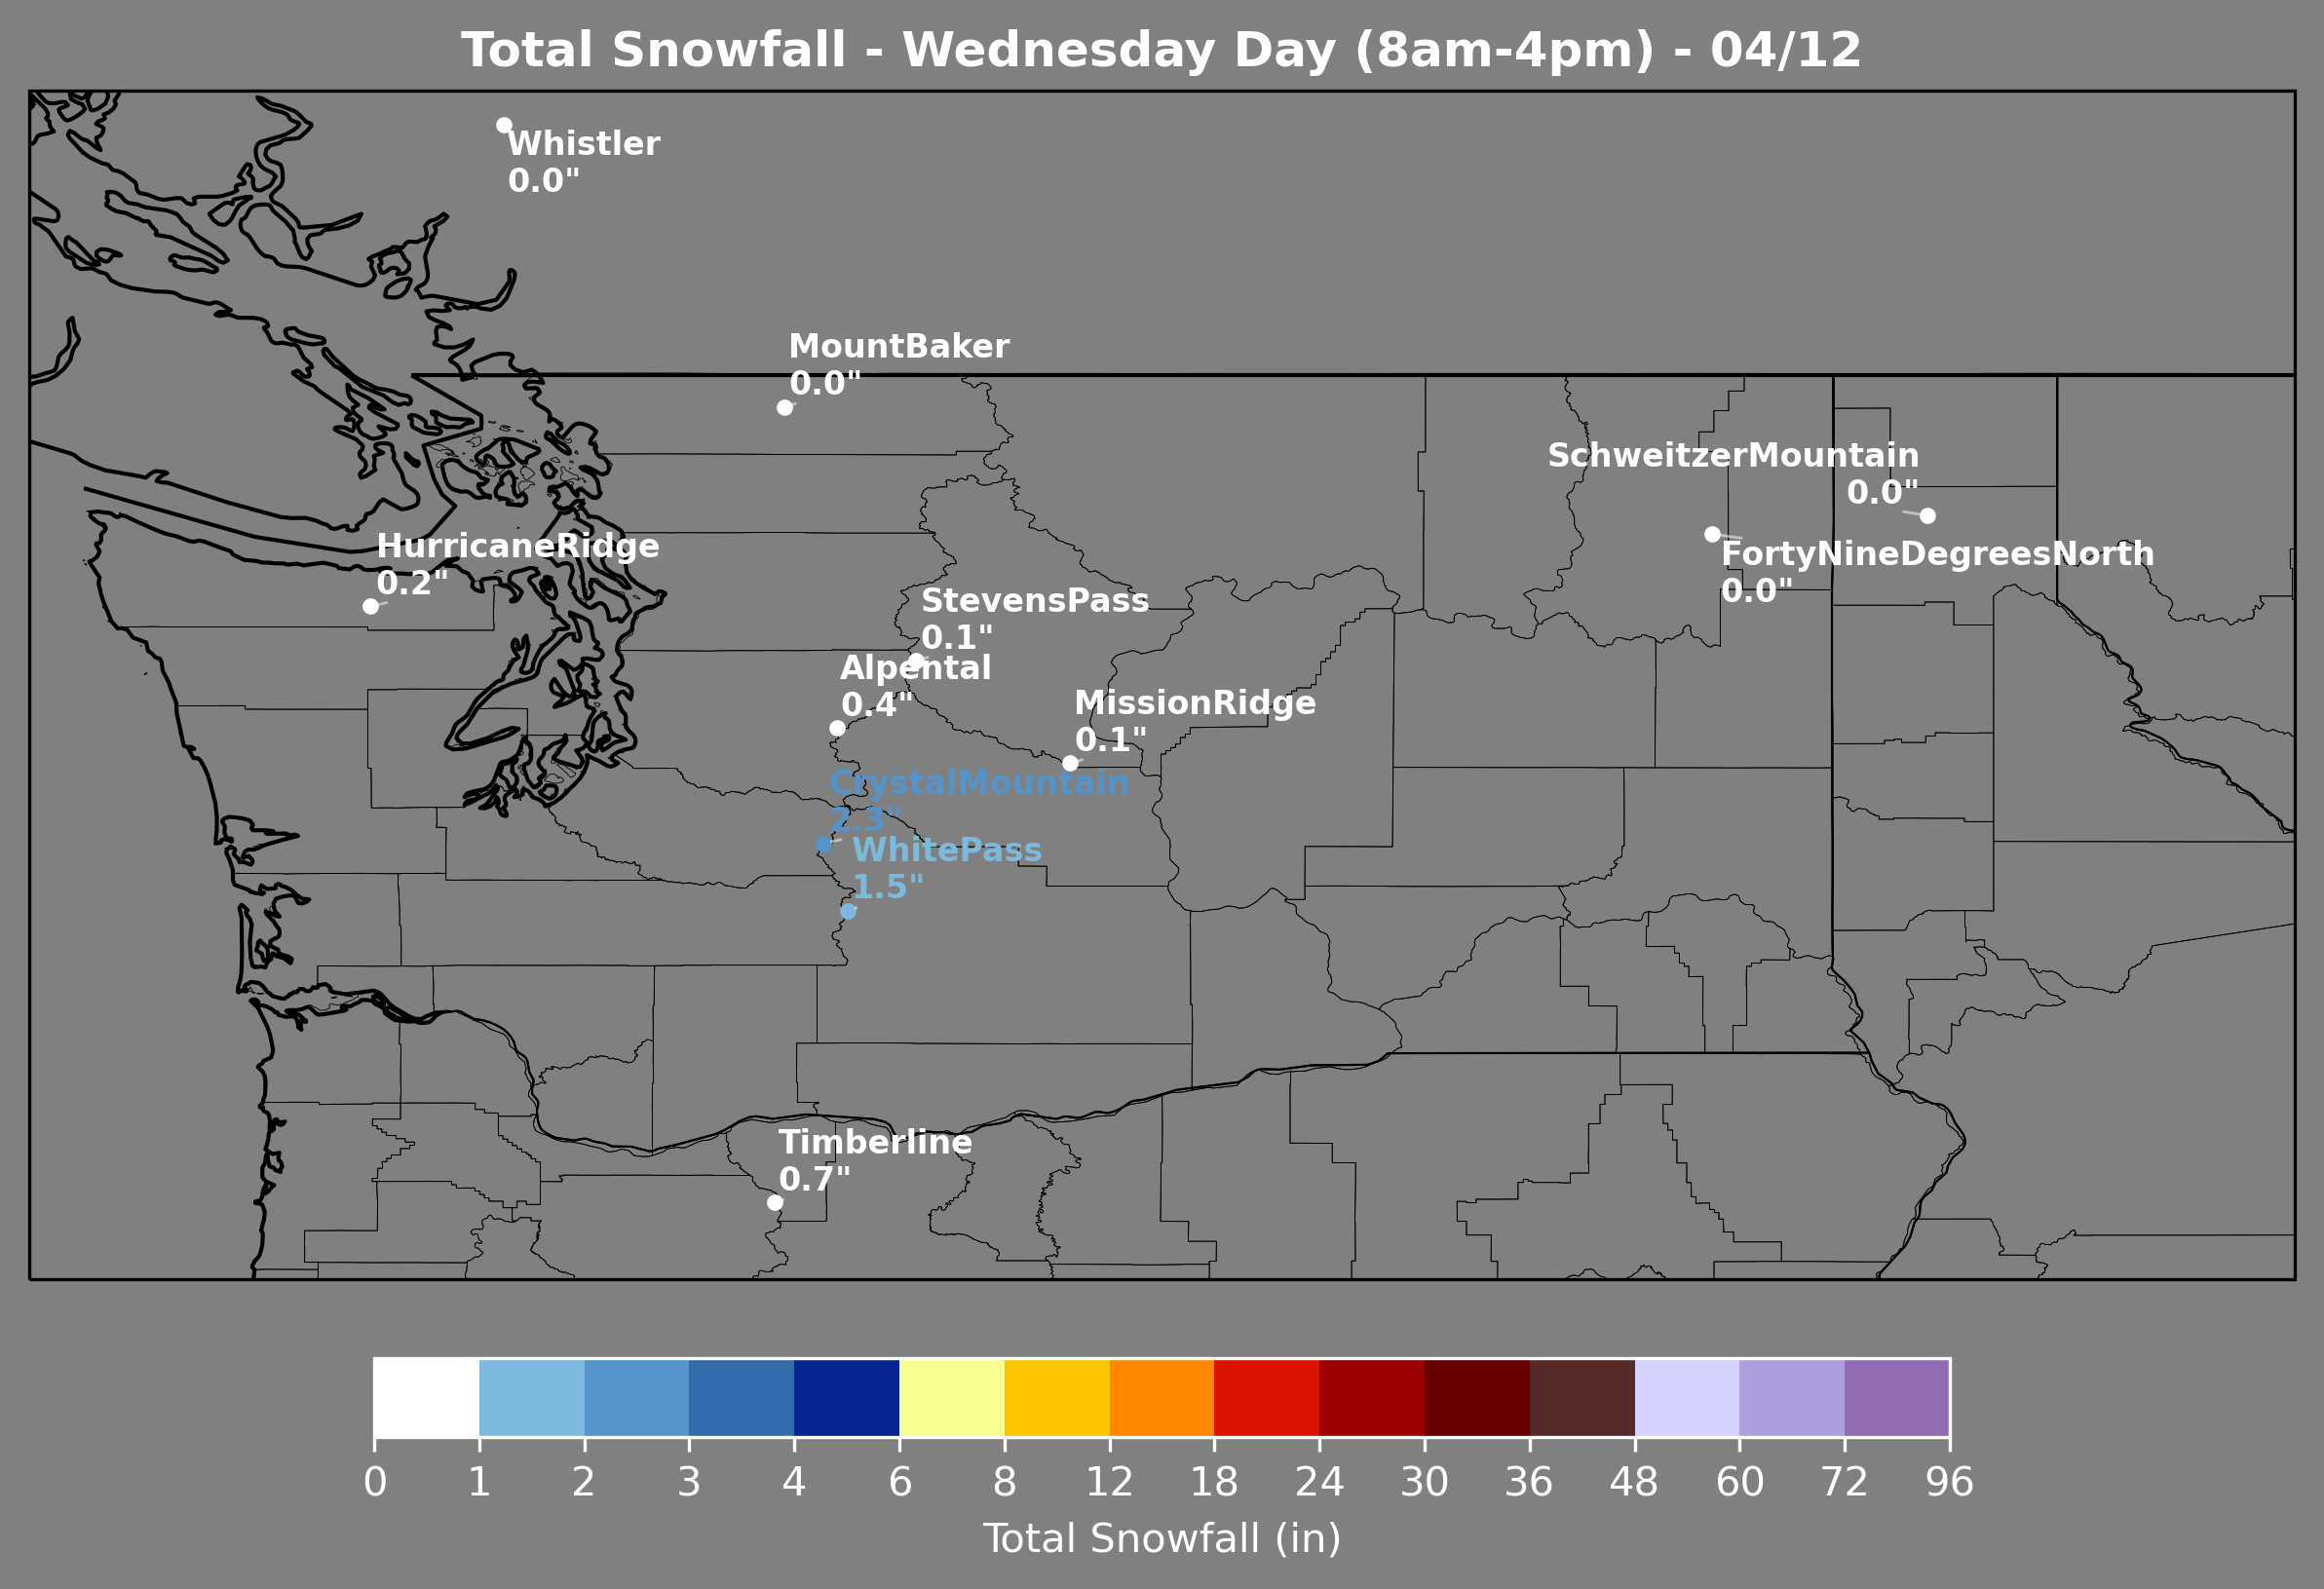 Total Snowfall - Wednesday Day (8am-4pm) - 04/12
Whistler
0.0"
MountBaker
0.0"
SchweitzerMountain
0.0"
HurricaneRidge
0.2"
FortyNineDegreesNorth
0.0"
StevensPass
0.1"
Alpental
0.4"
MissionRidge
0.1"
CrystalMountain
2.3"
WhitePass
1.5"
Timberline
0.7"
0 1 2 3 4 6 8 12 18 24 30 36 48 60 72 96
Total Snowfall (in)